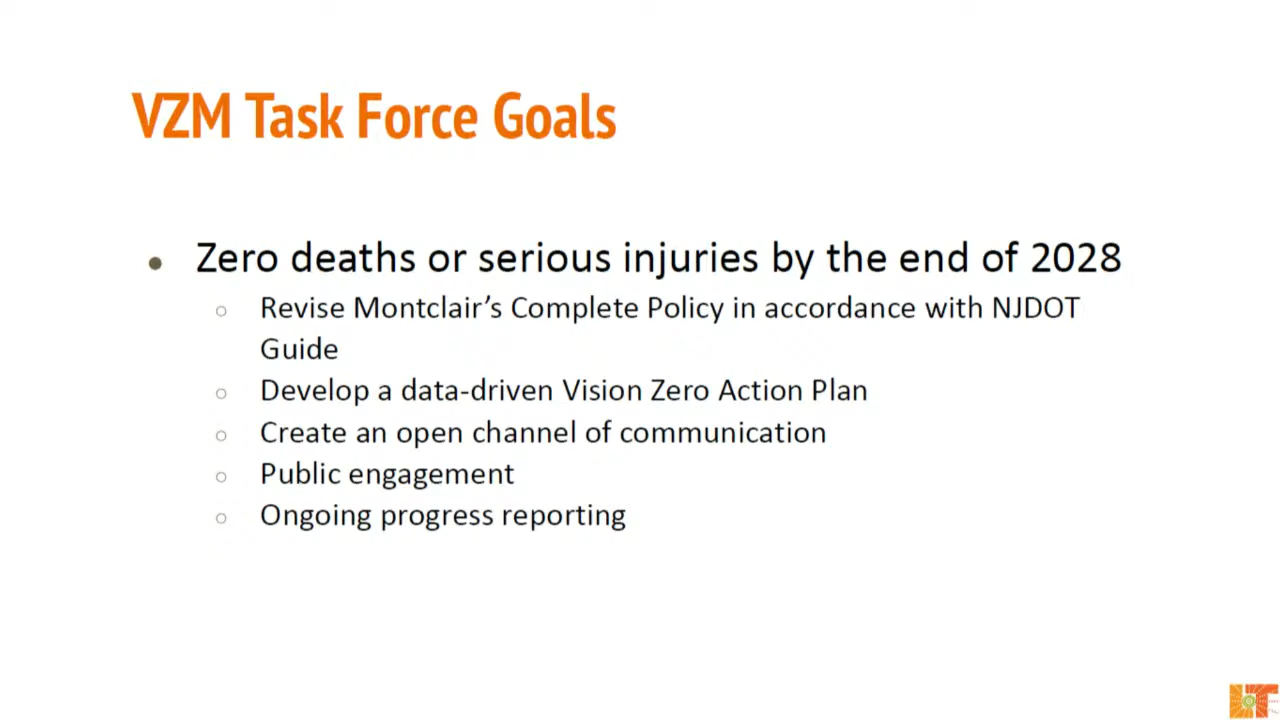 VZM Task Force Goals
● Zero deaths or serious injuries by the end of 2028
○ Revise Montclair’s Complete Policy in accordance with NJDOT
Guide
○ Develop a data-driven Vision Zero Action Plan
○ Create an open channel of communication
○ Public engagement
○ Ongoing progress reporting